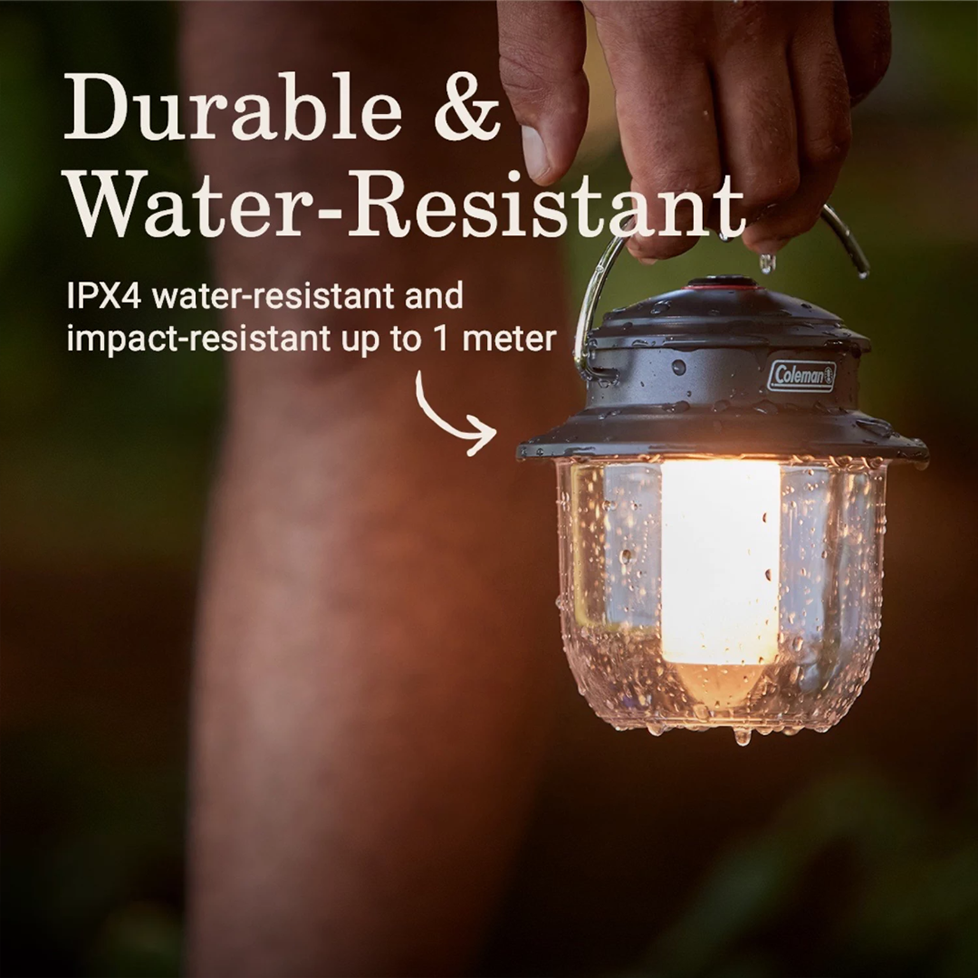 Durable &
Water-Resistant
IPX4 water-resistant and
impact-resistant up to 1 meter
Coleman